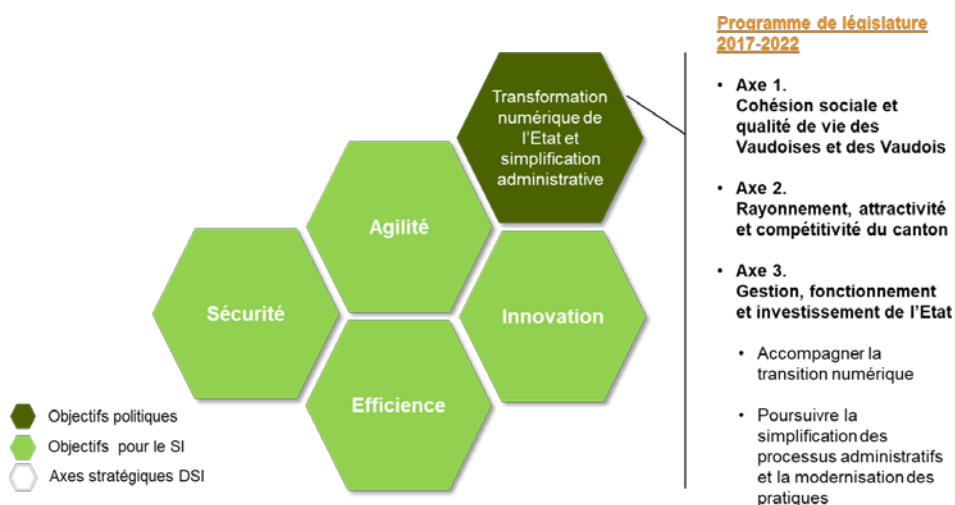 Transformation
numérique de
l'Etat et
simplification
administrative
Agilité
Sécurité
Innovation
Efficience
Objectifs politiques
Objectifs pour le SI
Axes stratégiques DSI
Programme de législature
2017-2022
• Axe 1.
Cohésion sociale et
qualité de vie des
Vaudoises et des Vaudois
• Axe 2.
Rayonnement, attractivité
et compétitivité du canton
• Axe 3.
Gestion, fonctionnement
et investissement de l'Etat
• Accompagner la
transition numérique
• Poursuivre la
simplification des
processus administratifs
et la modernisation des
pratiques